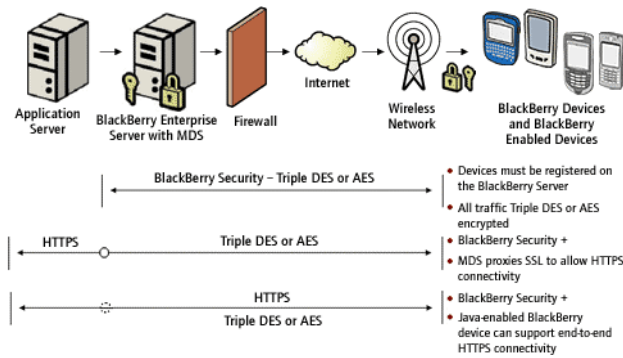 Application
Server
BlackBerry Enterprise
Server with MDS
Firewall
Internet
Wireless
Network
BlackBerry Devices
and BlackBerry
Enabled Devices
BlackBerry Security – Triple DES or AES
• Devices must be registered on
the BlackBerry Server
• All traffic Triple DES or AES
encrypted
HTTPS
Triple DES or AES
• BlackBerry Security +
• MDS proxies SSL to allow HTTPS
connectivity
HTTPS
Triple DES or AES
• BlackBerry Security +
• Java-enabled BlackBerry
device can support end-to-end
HTTPS connectivity